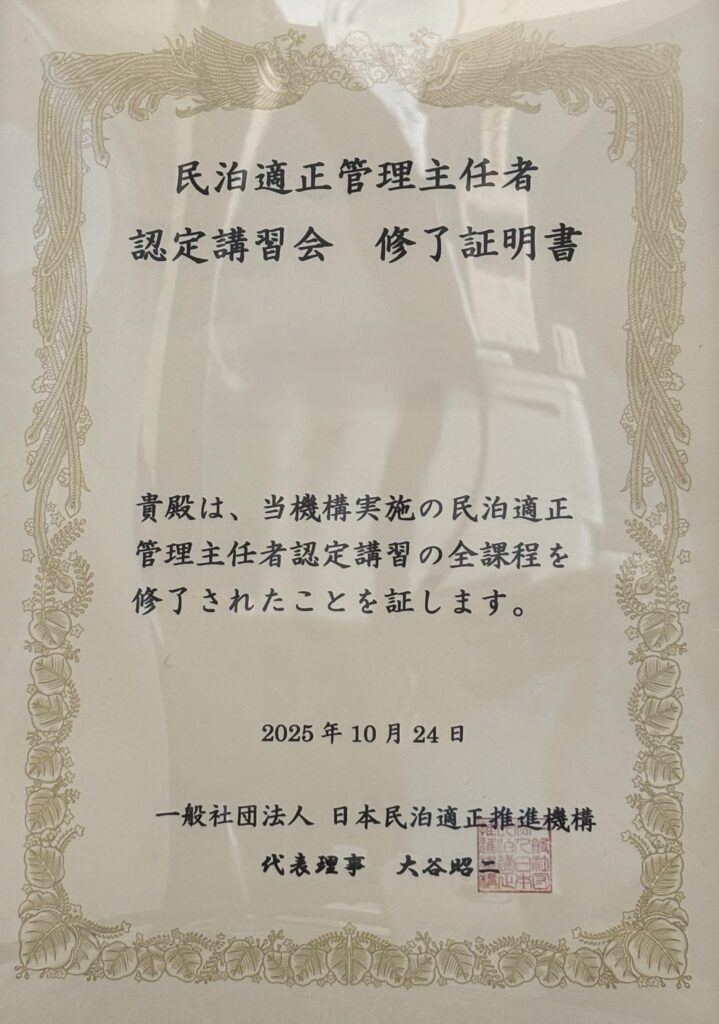 民泊適正管理主任者
認定講習会　修了証明書
貴殿は、当機構実施の民泊適正
管理主任者認定講習の全課程を
修了されたことを証します。
2025年10月24日
一般社団法人 日本民泊適正推進機構
代表理事　大谷昭二